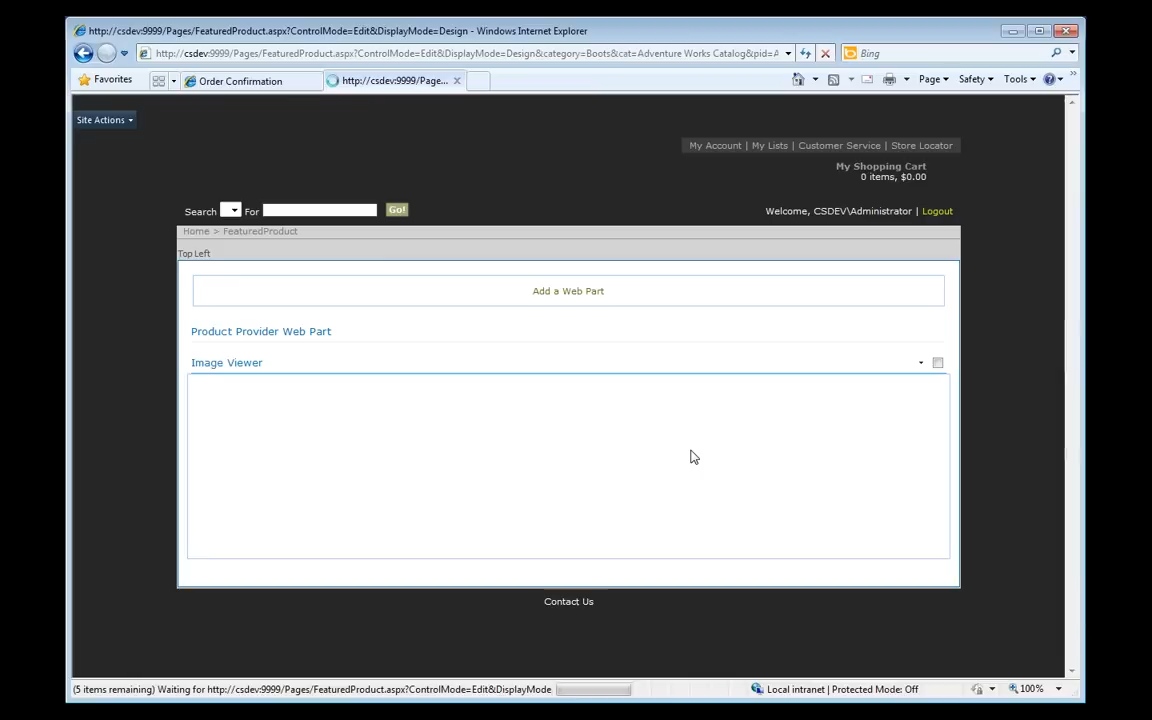 http://csdev:9999/Pages/FeaturedProduct.aspx?ControlMode=Edit&DisplayMode=Design - Windows Internet Explorer
http://csdev:9999/Pages/FeaturedProduct.aspx?ControlMode=Edit&DisplayMode=Design&category=Boots&cat=Adventure Works Catalog&pid=A
Bing
Favorites
Order Confirmation
http://csdev:9999/Page...
Page
Safety
Tools
Site Actions
My Account | My Lists | Customer Service | Store Locator
My Shopping Cart
0 items, $0.00
Search For Go!
Welcome, CSDEV\Administrator | Logout
Home > FeaturedProduct
Top Left
Add a Web Part
Product Provider Web Part
Image Viewer
Contact Us
(5 items remaining) Waiting for http://csdev:9999/Pages/FeaturedProduct.aspx?ControlMode=Edit&DisplayMode
Local intranet | Protected Mode: Off
100%